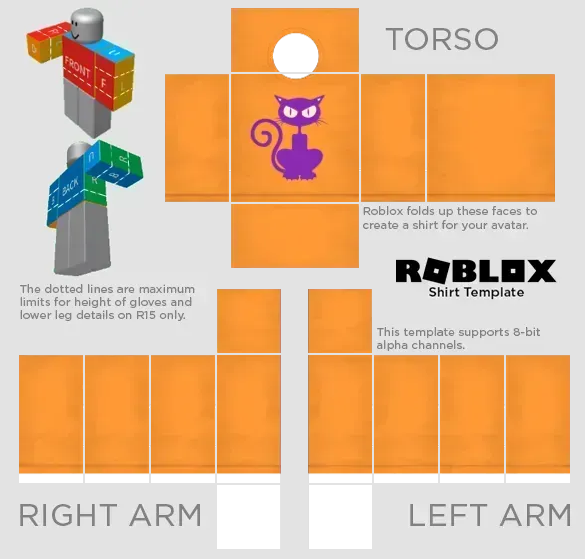 TORSO
FRONT
F
L
BACK
R
B
Roblox folds up these faces to
create a shirt for your avatar.
ROBLOX
Shirt Template
The dotted lines are maximum
limits for height of gloves and
lower leg details on R15 only.
This template supports 8-bit
alpha channels.
RIGHT ARM
LEFT ARM